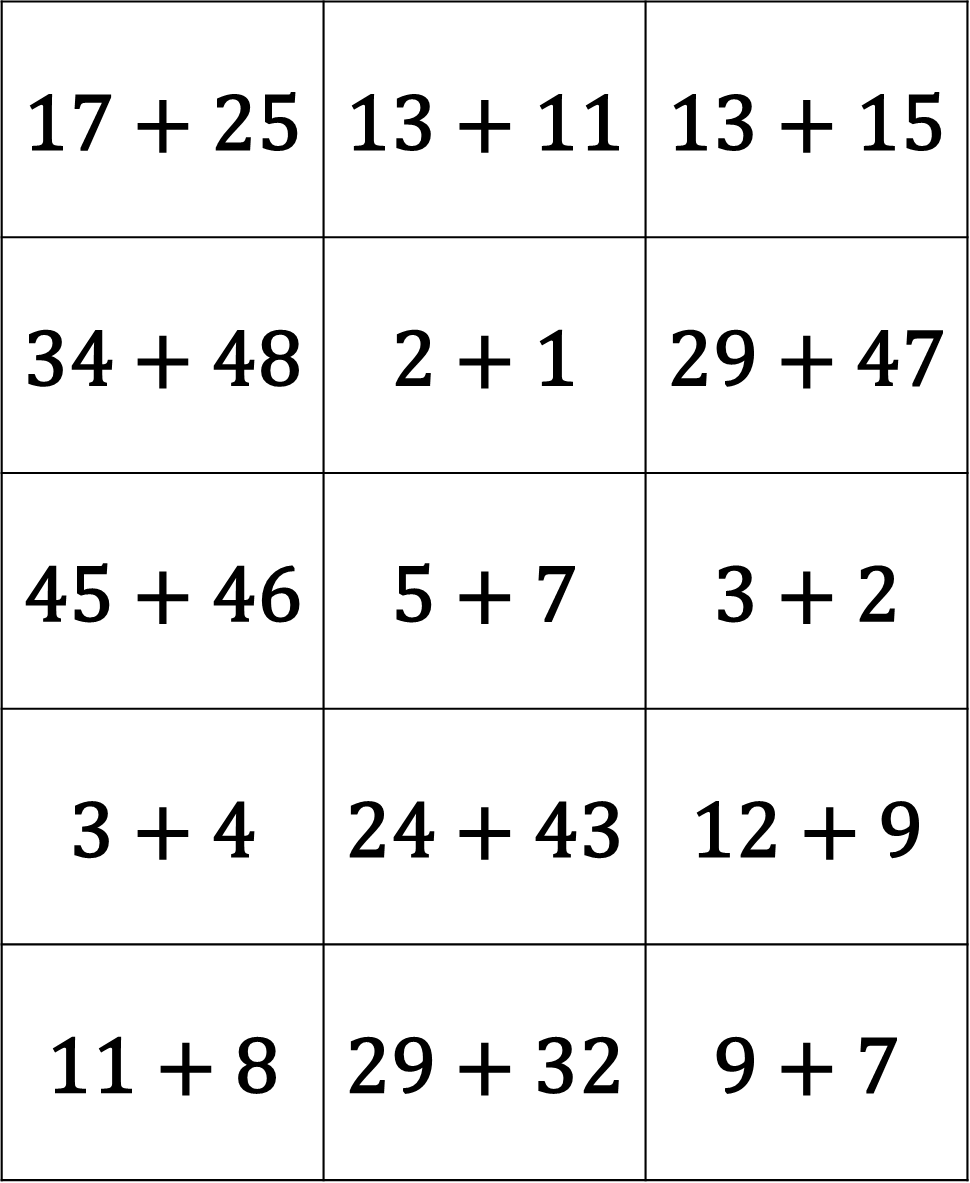 17 + 25 13 + 11 13 + 15
34 + 48 2 + 1 29 + 47
45 + 46 5 + 7 3 + 2
3 + 4 24 + 43 12 + 9
11 + 8 29 + 32 9 + 7